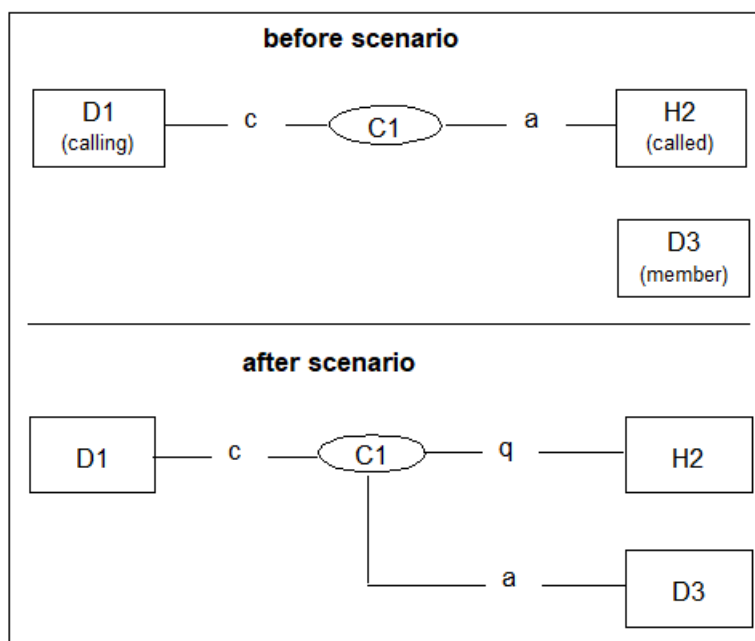 before scenario
D1
(calling)
c
C1
a
H2
(called)
D3
(member)
after scenario
D1
c
C1
q
H2
a
D3